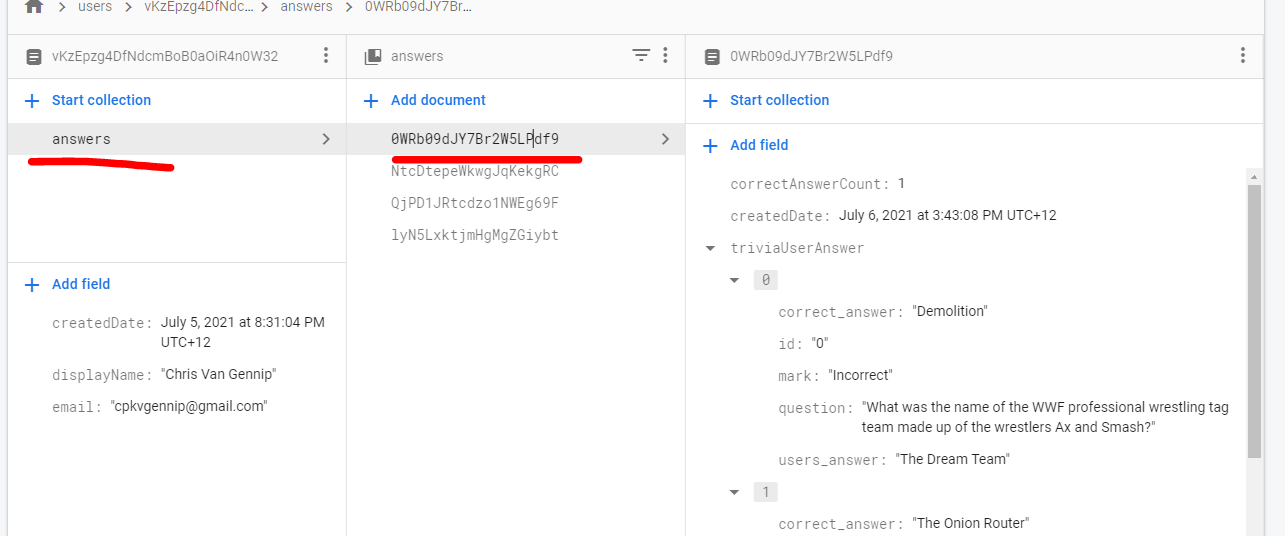 users > vKzEpzg4DfNdc... > answers > 0WRb09dJY7Br...
vKzEpzg4DfNdcmBoB0aOiR4n0W32
Start collection
answers
Add field
createdDate: July 5, 2021 at 8:31:04 PM
UTC+12
displayName: "Chris Van Gennip"
email: "cpkvgennip@gmail.com"
answers
Add document
0WRb09dJY7Br2W5LPdf9
NtcDtepeWkwgJqKekgRC
QjPD1JRtcdzo1NWEg69F
lyN5LxktjmHgMgZGiybt
0WRb09dJY7Br2W5LPdf9
Start collection
Add field
correctAnswerCount: 1
createdDate: July 6, 2021 at 3:43:08 PM UTC+12
triviaUserAnswer
0
correct_answer: "Demolition"
id: "0"
mark: "Incorrect"
question: "What was the name of the WWF professional wrestling tag
team made up of the wrestlers Ax and Smash?"
users_answer: "The Dream Team"
1
correct_answer: "The Onion Router"